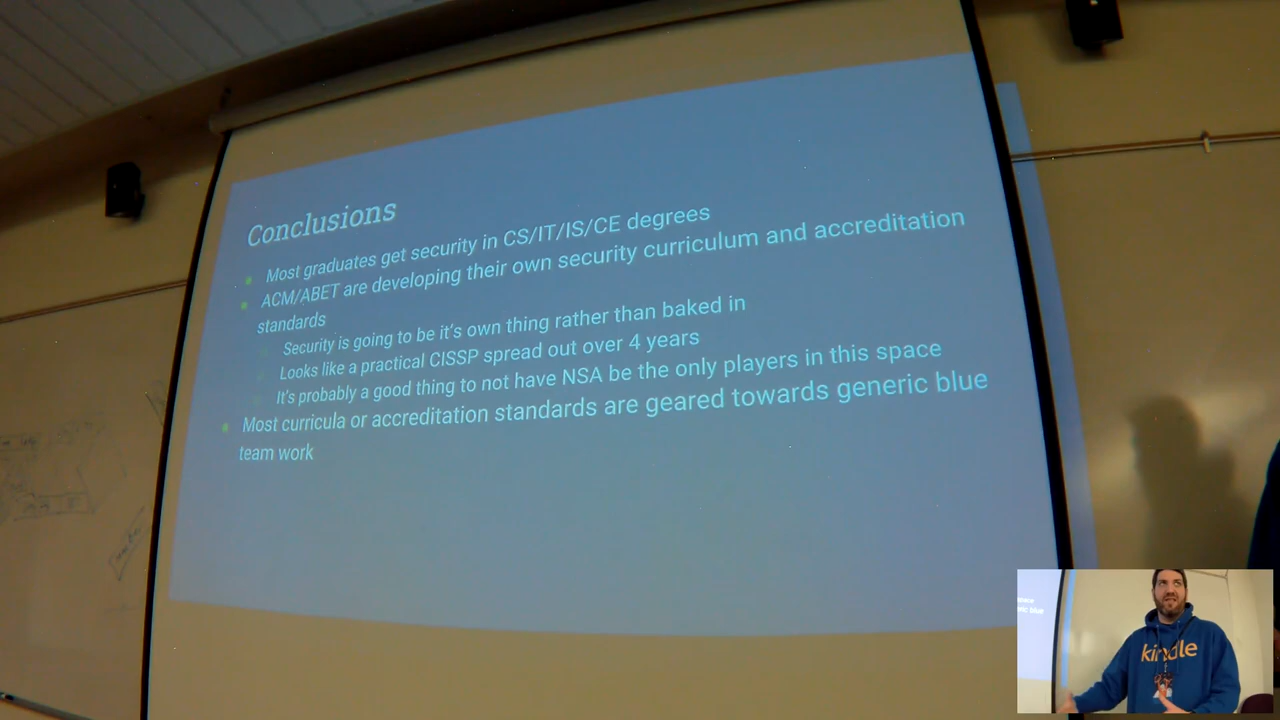 Conclusions
Most graduates get security in CS/IT/IS/CE degrees
ACM/ABET are developing their own security curriculum and accreditation
standards
Security is going to be it's own thing rather than baked in
Looks like a practical CISSP spread out over 4 years
It's probably a good thing to not have NSA be the only players in this space
Most curricula or accreditation standards are geared towards generic blue
team work
kindle